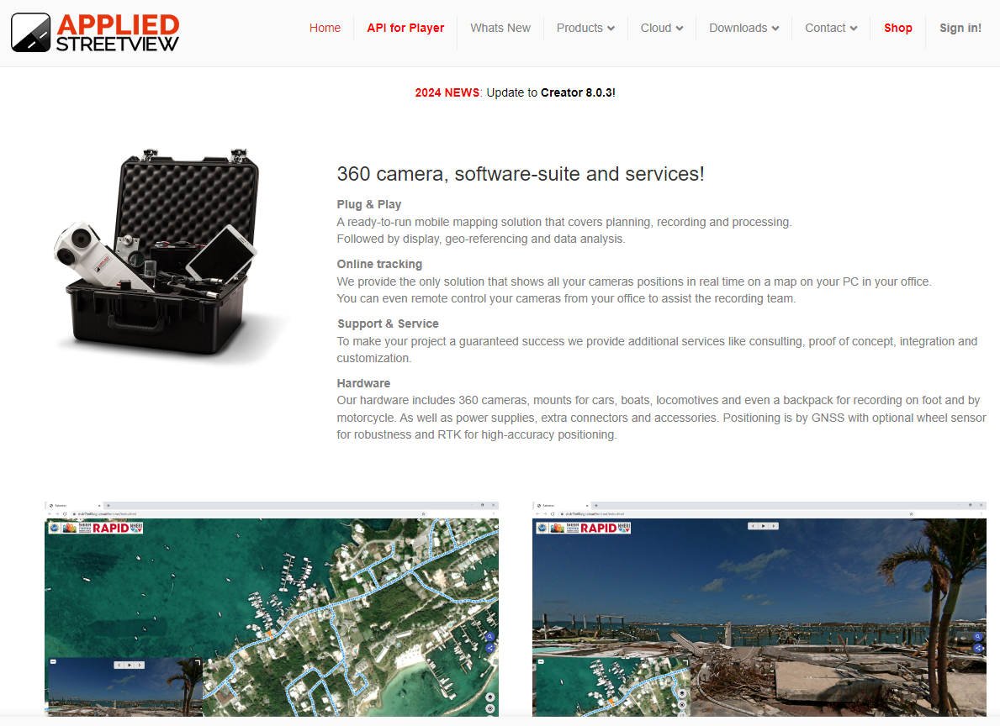 APPLIED
STREETVIEW
Home
API for Player
Whats New
Products
Cloud
Downloads
Contact
Shop
Sign in!
2024 NEWS: Update to Creator 8.0.3!
360 camera, software-suite and services!
Plug & Play
A ready-to-run mobile mapping solution that covers planning, recording and processing.
Followed by display, geo-referencing and data analysis.
Online tracking
We provide the only solution that shows all your cameras positions in real time on a map on your PC in your office.
You can even remote control your cameras from your office to assist the recording team.
Support & Service
To make your project a guaranteed success we provide additional services like consulting, proof of concept, integration and
customization.
Hardware
Our hardware includes 360 cameras, mounts for cars, boats, locomotives and even a backpack for recording on foot and by
motorcycle. As well as power supplies, extra connectors and accessories. Positioning is by GNSS with optional wheel sensor
for robustness and RTK for high-accuracy positioning.
RAPID
NHERI
RAPID
NHERI